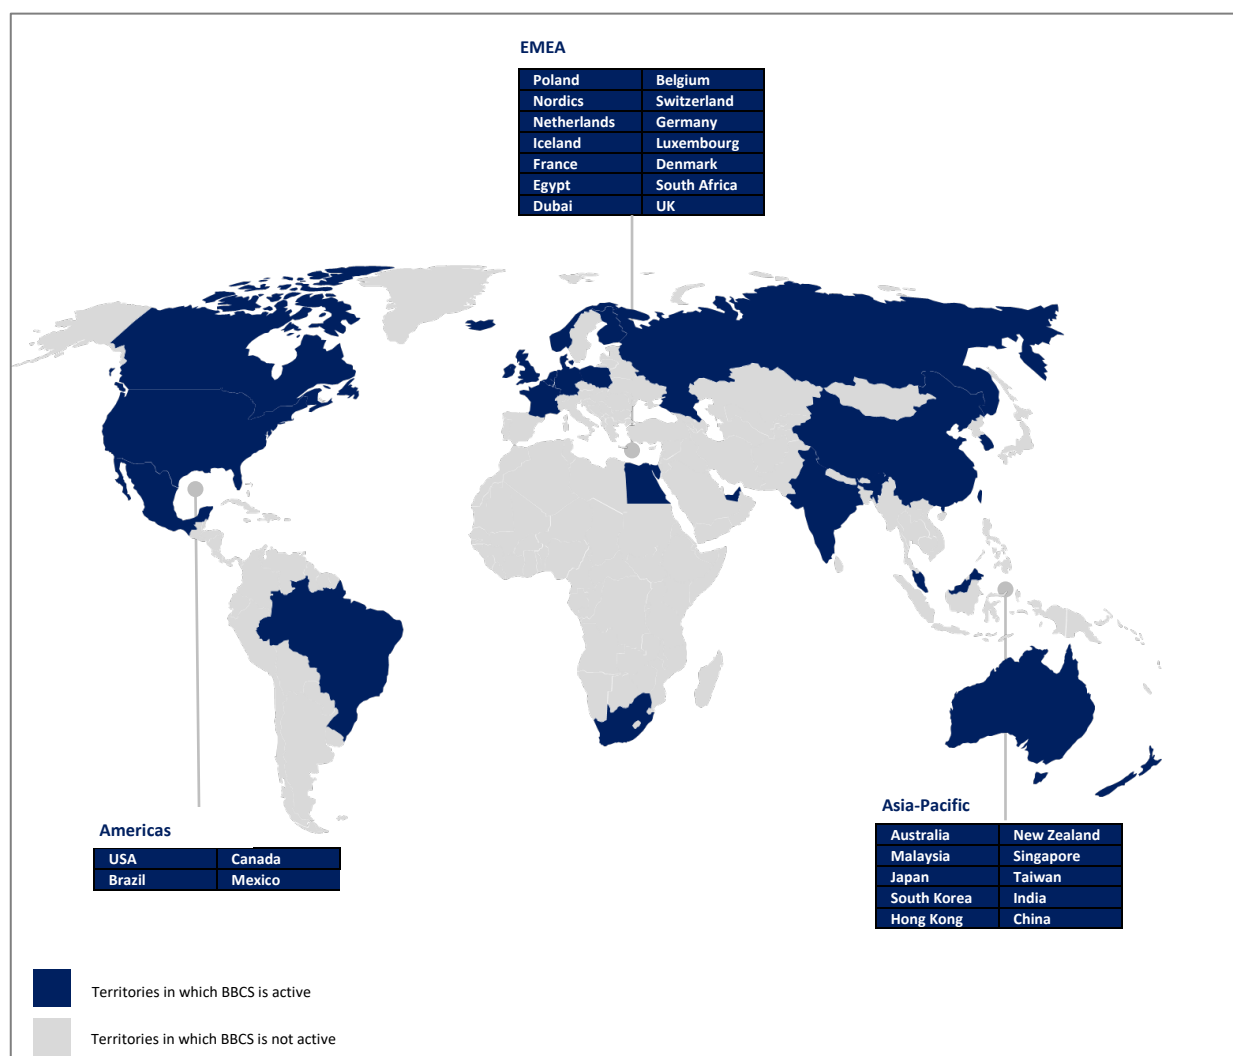 EMEA
Poland Belgium
Nordics Switzerland
Netherlands Germany
Iceland Luxembourg
France Denmark
Egypt South Africa
Dubai UK
Americas
USA Canada
Brazil Mexico
Asia-Pacific
Australia New Zealand
Malaysia Singapore
Japan Taiwan
South Korea India
Hong Kong China
Territories in which BBCS is active
Territories in which BBCS is not active